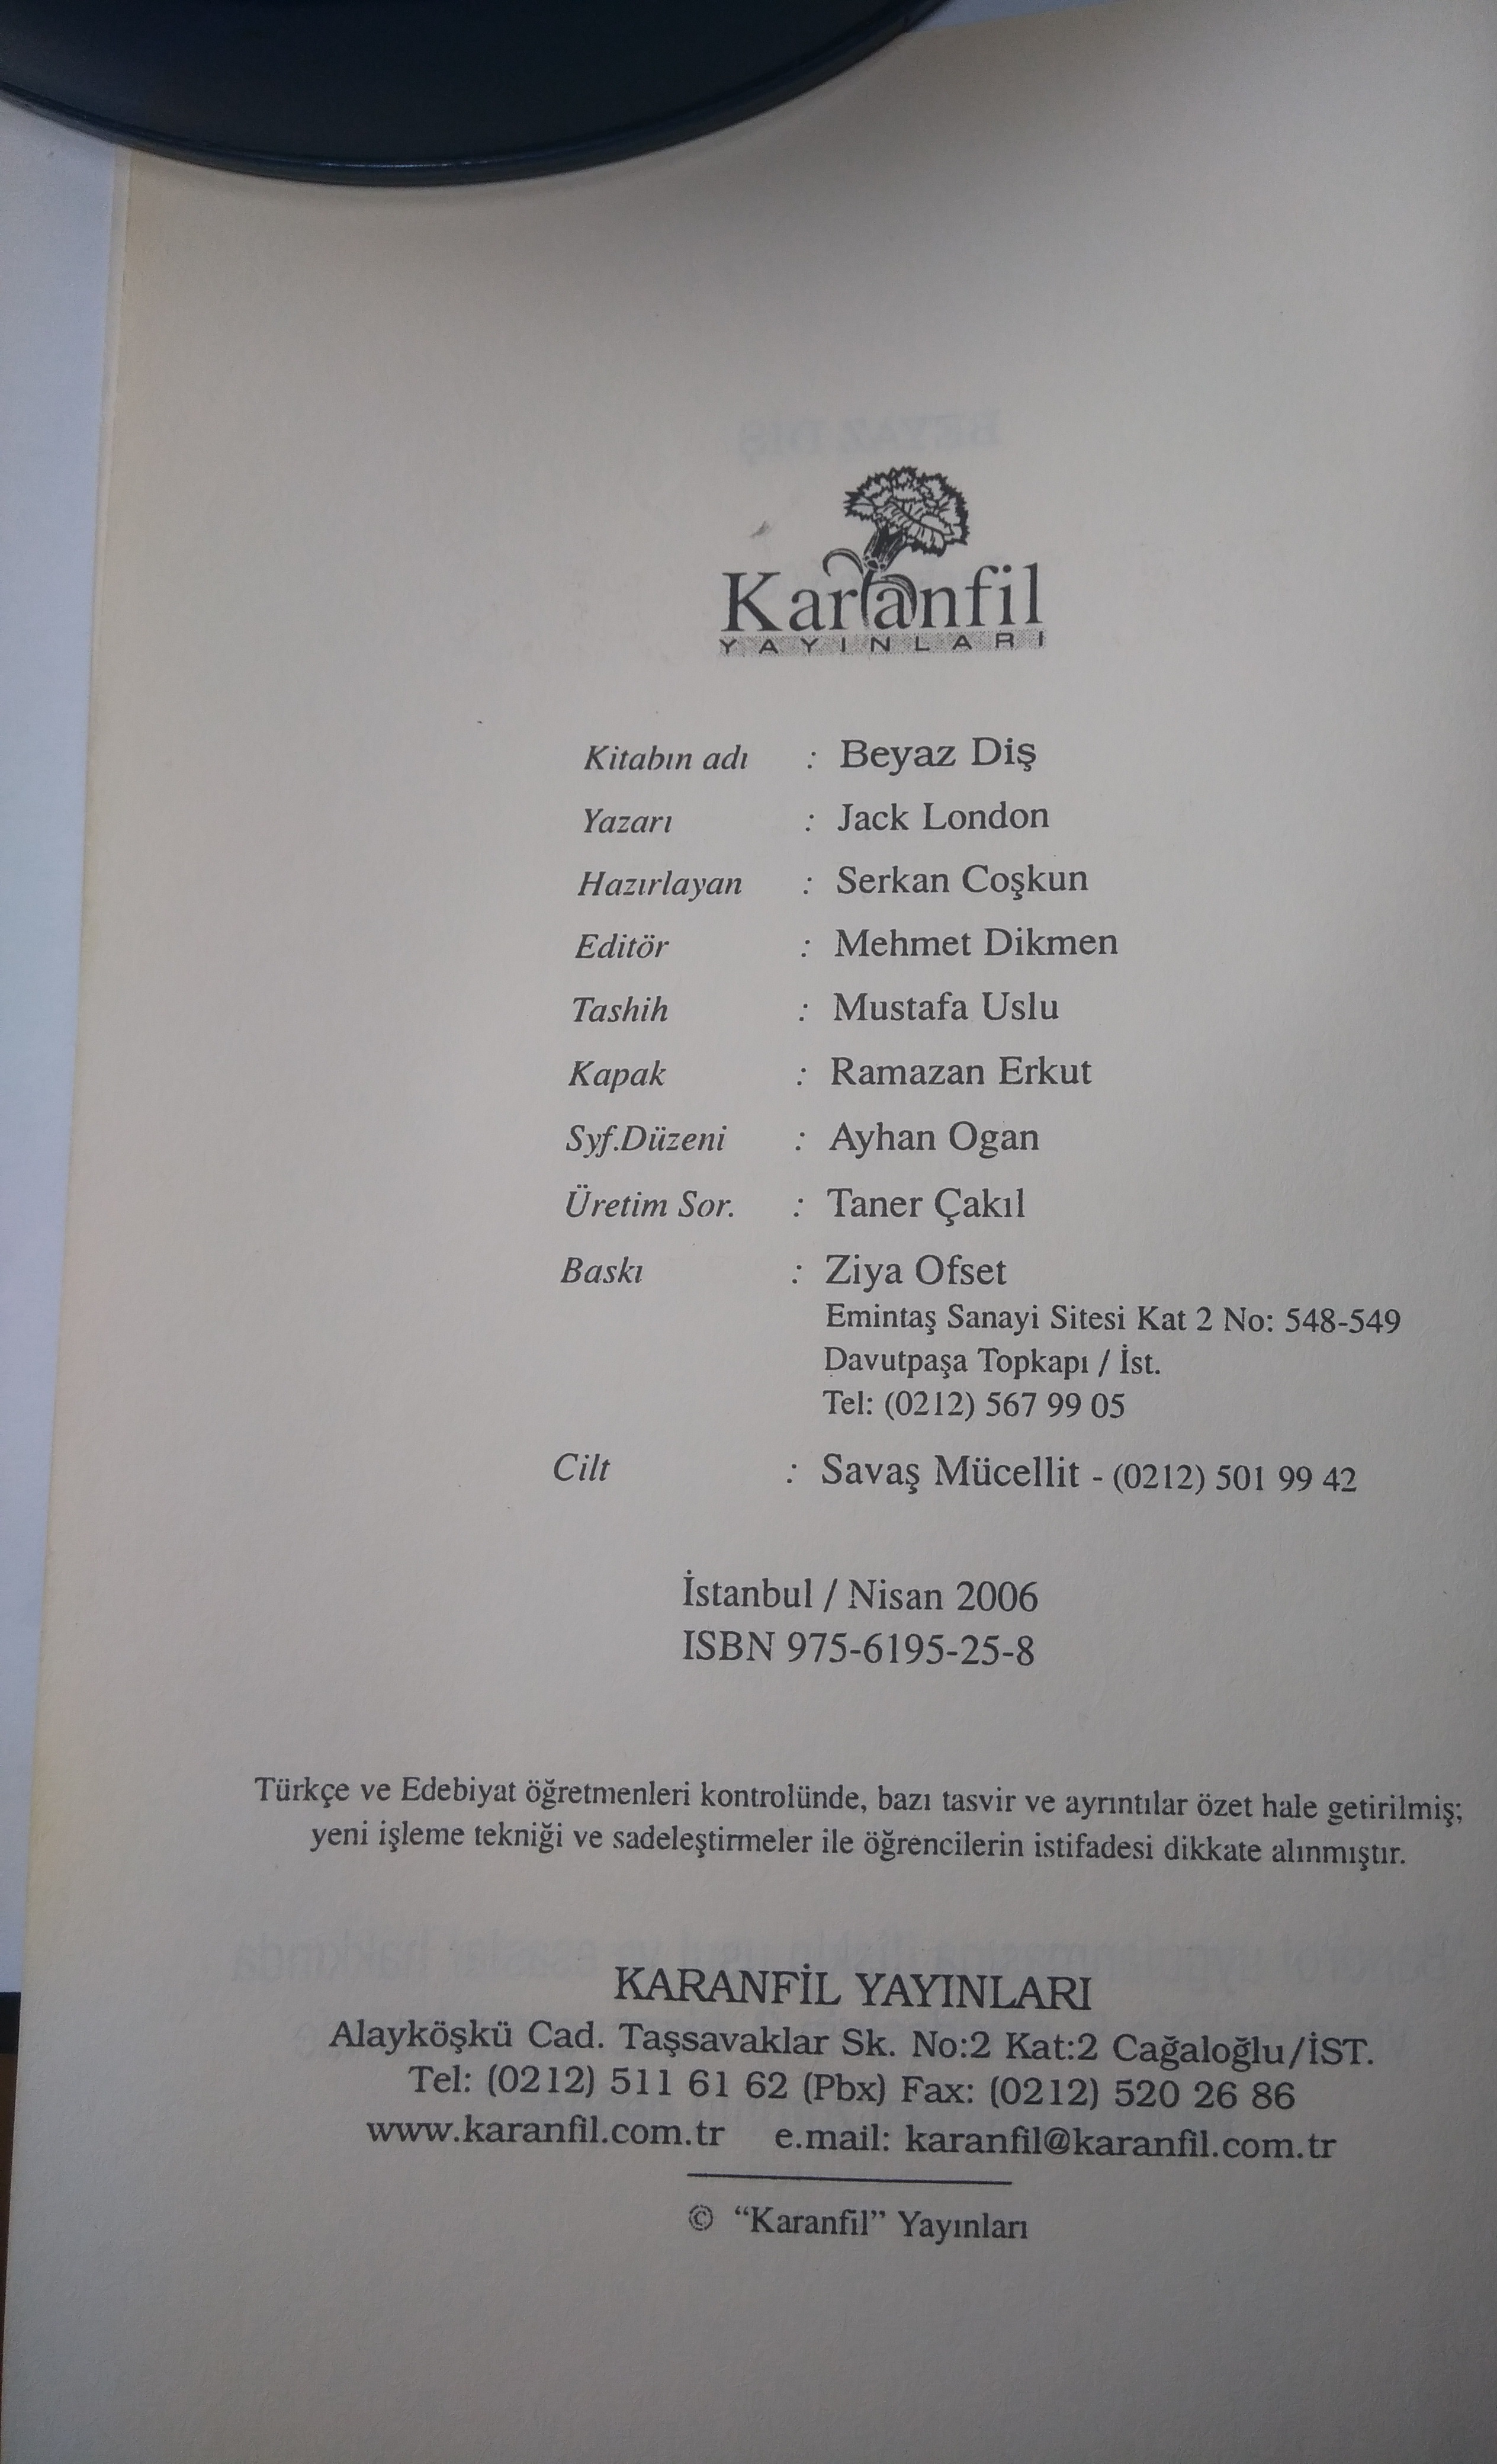 Karanfil
YAYINLARI
Kitabın adı : Beyaz Diş
Yazarı : Jack London
Hazırlayan : Serkan Coşkun
Editör : Mehmet Dikmen
Tashih : Mustafa Uslu
Kapak : Ramazan Erkut
Syf.Düzeni : Ayhan Ogan
Üretim Sor. : Taner Çakıl
Baskı : Ziya Ofset
Emintaş Sanayi Sitesi Kat 2 No: 548-549
Davutpaşa Topkapı / İst.
Tel: (0212) 567 99 05
Cilt : Savaş Mücellit - (0212) 501 99 42
İstanbul / Nisan 2006
ISBN 975-6195-25-8
Türkçe ve Edebiyat öğretmenleri kontrolünde, bazı tasvir ve ayrıntılar özet hale getirilmiş;
yeni işleme tekniği ve sadeleştirmeler ile öğrencilerin istifadesi dikkate alınmıştır.
KARANFİL YAYINLARI
Alayköşkü Cad. Taşsavaklar Sk. No:2 Kat:2 Cağaloğlu/İST.
Tel: (0212) 511 61 62 (Pbx) Fax: (0212) 520 26 86
www.karanfil.com.tr e.mail: karanfil@karanfil.com.tr
© “Karanfil” Yayınları